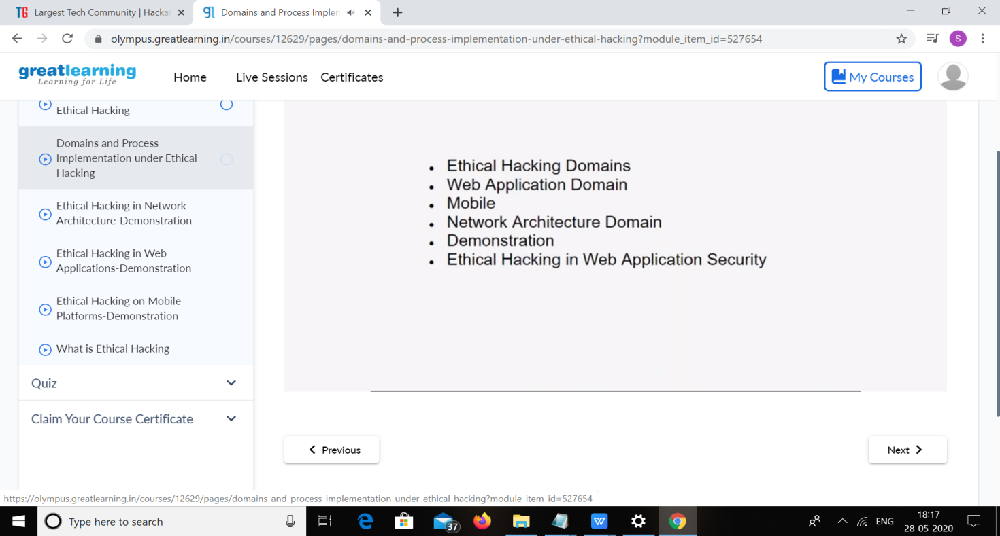 TG Largest Tech Community | Hacka
gl Domains and Process Implen
olympus.greatlearning.in/courses/12629/pages/domains-and-process-implementation-under-ethical-hacking?module_item_id=527654
S
greatlearning
Learning for Life
Home Live Sessions Certificates
My Courses
Ethical Hacking
Domains and Process
Implementation under Ethical
Hacking
Ethical Hacking in Network
Architecture-Demonstration
Ethical Hacking in Web
Applications-Demonstration
Ethical Hacking on Mobile
Platforms-Demonstration
What is Ethical Hacking
Quiz
Claim Your Course Certificate
• Ethical Hacking Domains
• Web Application Domain
• Mobile
• Network Architecture Domain
• Demonstration
• Ethical Hacking in Web Application Security
Previous
Next
https://olympus.greatlearning.in/courses/12629/pages/domains-and-process-implementation-under-ethical-hacking?module_item_id=527654
Type here to search
37
W
ENG
18:17
28-05-2020